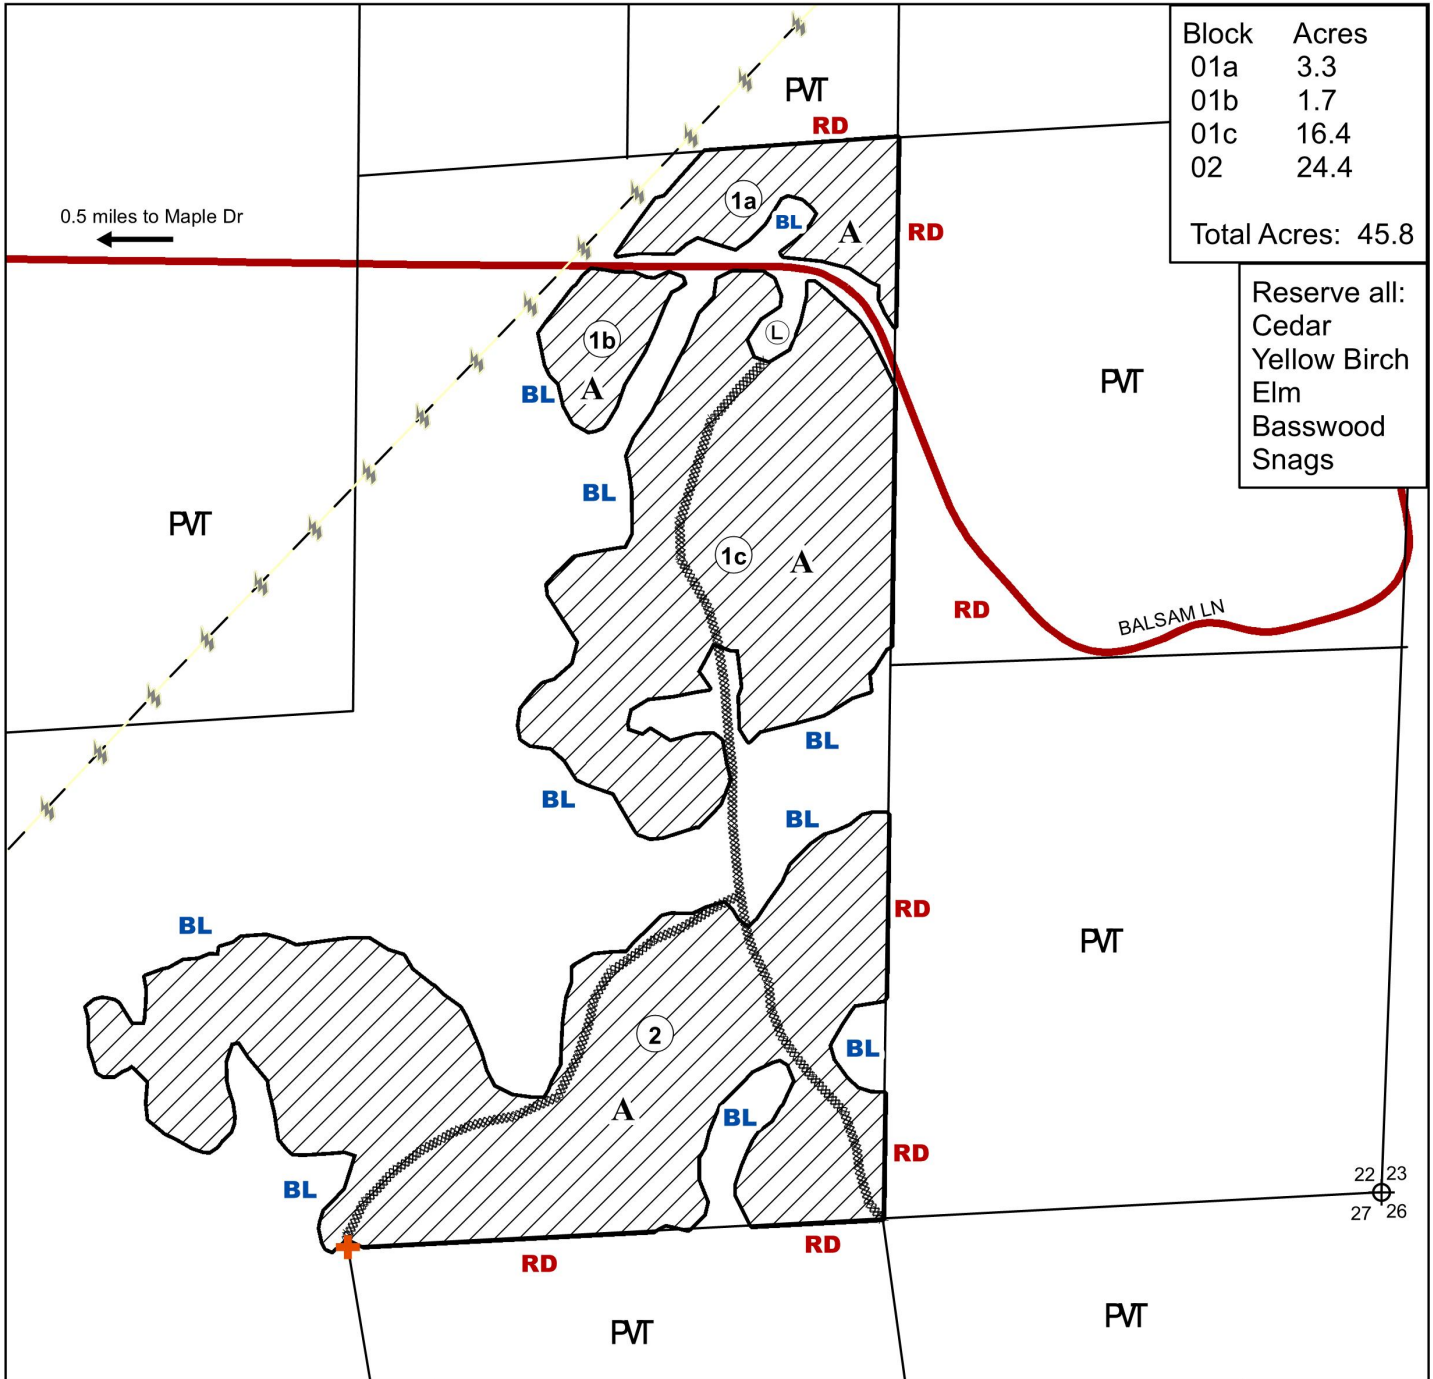 Block Acres
01a 3.3
01b 1.7
01c 16.4
02 24.4
Total Acres: 45.8
Reserve all:
Cedar
Yellow Birch
Elm
Basswood
Snags
PVT
RD
1a
BL
A
RD
0.5 miles to Maple Dr
1b
A
BL
L
PVT
BL
PVT
1c
A
RD
BALSAM LN
BL
BL
BL
RD
BL
PVT
2
BL
A
BL
RD
BL
22 23
27 26
RD
RD
PVT
PVT